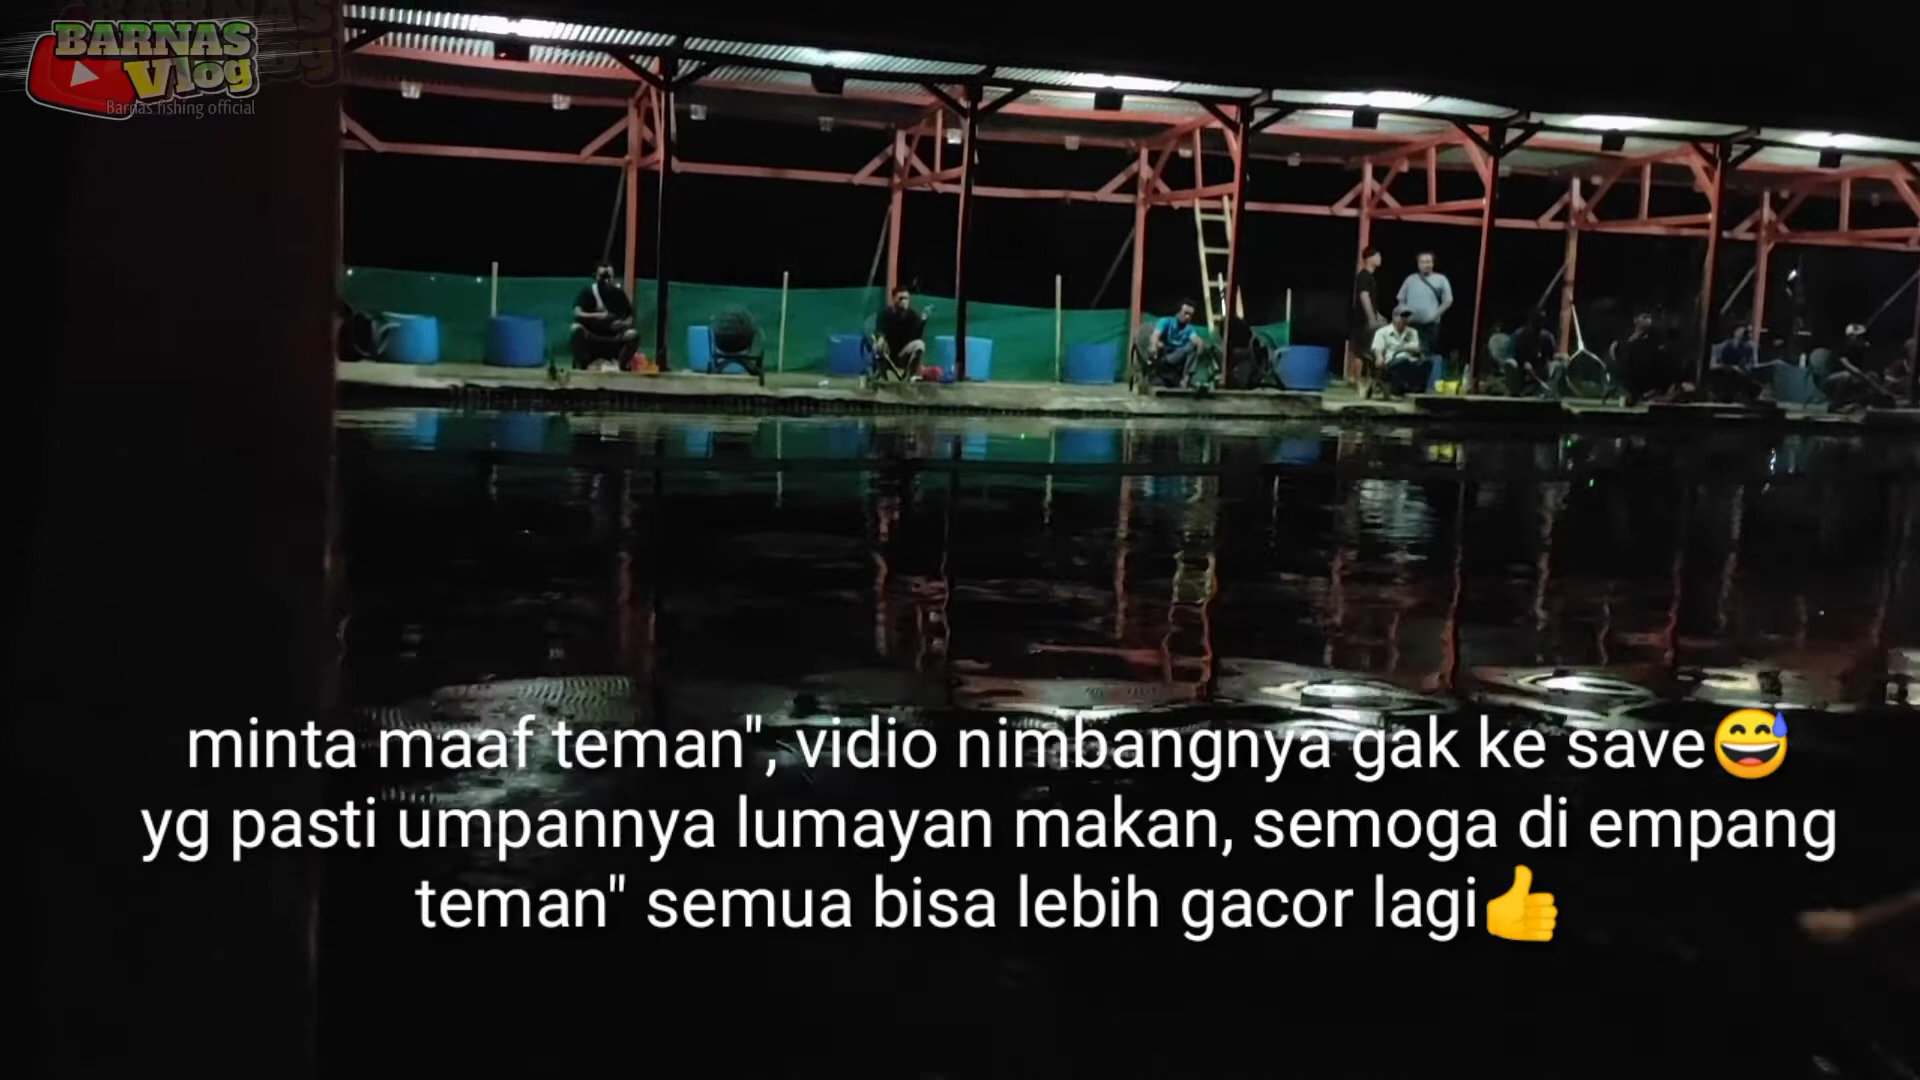 BARNAS
Vlog
Barnas fishing official
minta maaf teman", vidio nimbangnya gak ke save😅
yg pasti umpannya lumayan makan, semoga di empang
teman" semua bisa lebih gacor lagi👍